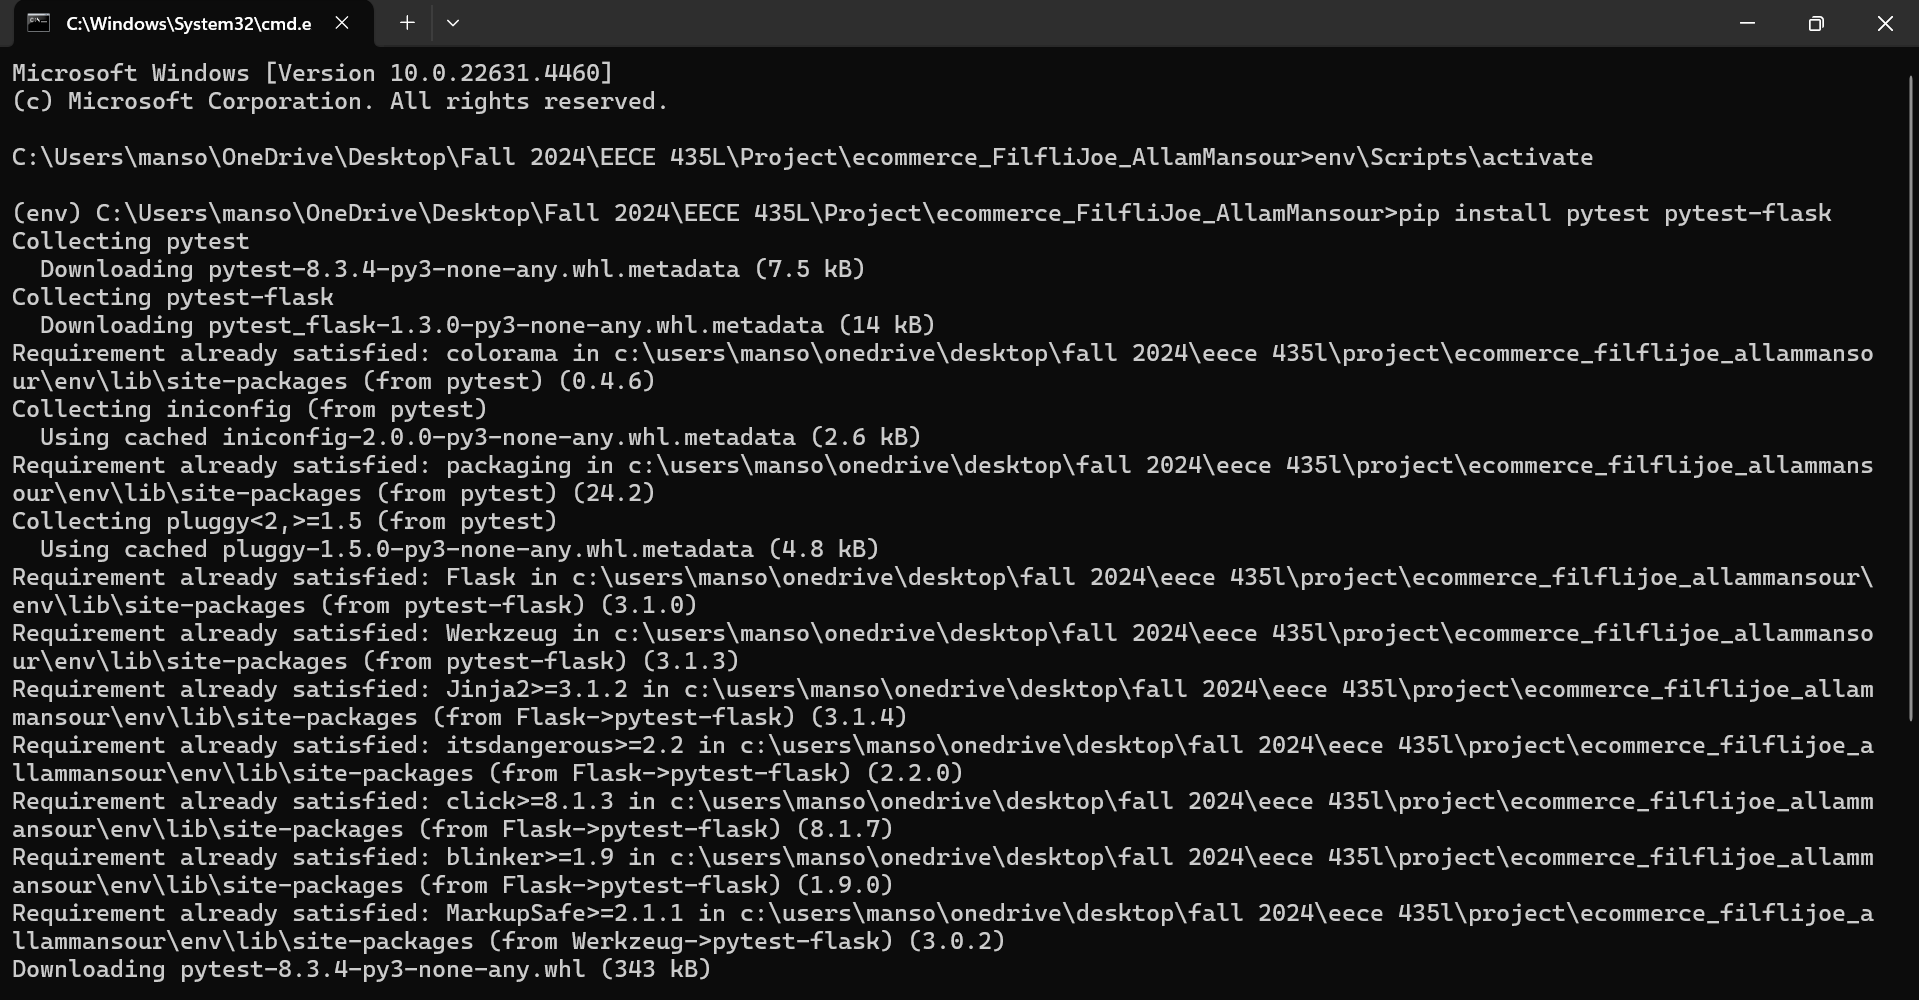 C:\Windows\System32\cmd.e
Microsoft Windows [Version 10.0.22631.4460]
(c) Microsoft Corporation. All rights reserved.
C:\Users\manso\OneDrive\Desktop\Fall 2024\EECE 435L\Project\ecommerce_FilfliJoe_AllamMansour>env\Scripts\activate
(env) C:\Users\manso\OneDrive\Desktop\Fall 2024\EECE 435L\Project\ecommerce_FilfliJoe_AllamMansour>pip install pytest pytest-flask
Collecting pytest
  Downloading pytest-8.3.4-py3-none-any.whl.metadata (7.5 kB)
Collecting pytest-flask
  Downloading pytest_flask-1.3.0-py3-none-any.whl.metadata (14 kB)
Requirement already satisfied: colorama in c:\users\manso\onedrive\desktop\fall 2024\eece 435l\project\ecommerce_filflijoe_allammanso
ur\env\lib\site-packages (from pytest) (0.4.6)
Collecting iniconfig (from pytest)
  Using cached iniconfig-2.0.0-py3-none-any.whl.metadata (2.6 kB)
Requirement already satisfied: packaging in c:\users\manso\onedrive\desktop\fall 2024\eece 435l\project\ecommerce_filflijoe_allammans
our\env\lib\site-packages (from pytest) (24.2)
Collecting pluggy<2,>=1.5 (from pytest)
  Using cached pluggy-1.5.0-py3-none-any.whl.metadata (4.8 kB)
Requirement already satisfied: Flask in c:\users\manso\onedrive\desktop\fall 2024\eece 435l\project\ecommerce_filflijoe_allammansour\
env\lib\site-packages (from pytest-flask) (3.1.0)
Requirement already satisfied: Werkzeug in c:\users\manso\onedrive\desktop\fall 2024\eece 435l\project\ecommerce_filflijoe_allammanso
ur\env\lib\site-packages (from pytest-flask) (3.1.3)
Requirement already satisfied: Jinja2>=3.1.2 in c:\users\manso\onedrive\desktop\fall 2024\eece 435l\project\ecommerce_filflijoe_allam
mansour\env\lib\site-packages (from Flask->pytest-flask) (3.1.4)
Requirement already satisfied: itsdangerous>=2.2 in c:\users\manso\onedrive\desktop\fall 2024\eece 435l\project\ecommerce_filflijoe_a
llammansour\env\lib\site-packages (from Flask->pytest-flask) (2.2.0)
Requirement already satisfied: click>=8.1.3 in c:\users\manso\onedrive\desktop\fall 2024\eece 435l\project\ecommerce_filflijoe_allamm
ansour\env\lib\site-packages (from Flask->pytest-flask) (8.1.7)
Requirement already satisfied: blinker>=1.9 in c:\users\manso\onedrive\desktop\fall 2024\eece 435l\project\ecommerce_filflijoe_allamm
ansour\env\lib\site-packages (from Flask->pytest-flask) (1.9.0)
Requirement already satisfied: MarkupSafe>=2.1.1 in c:\users\manso\onedrive\desktop\fall 2024\eece 435l\project\ecommerce_filflijoe_a
llammansour\env\lib\site-packages (from Werkzeug->pytest-flask) (3.0.2)
Downloading pytest-8.3.4-py3-none-any.whl (343 kB)